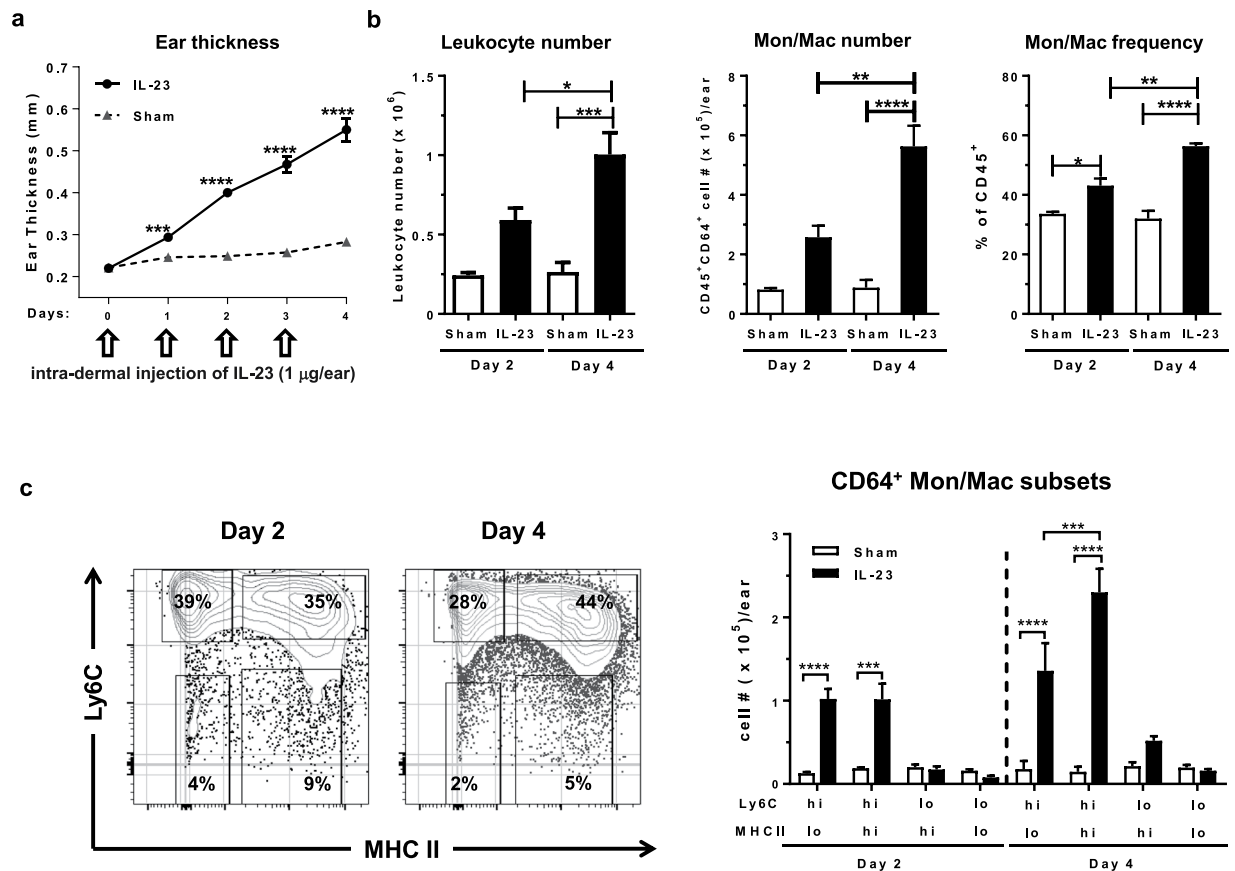 a
Ear thickness
0.7
0.6
0.5
0.4
0.3
0.2
Ear Thickness (mm)
IL-23
Sham
***
****
****
****
Days: 0 1 2 3 4
intra-dermal injection of IL-23 (1 μg/ear)
b
Leukocyte number
Leukocyte number (x 10⁶)
1.5
1
0.5
0
*
***
Sham IL-23 Sham IL-23
Day 2 Day 4
Mon/Mac number
CD45⁺CD64⁺ cell # (x 10⁵)/ear
8
6
4
2
0
**
****
Sham IL-23 Sham IL-23
Day 2 Day 4
Mon/Mac frequency
% of CD45⁺
80
60
40
20
0
*
**
****
Sham IL-23 Sham IL-23
Day 2 Day 4
c
Day 2
39% 35%
4% 9%
Day 4
28% 44%
2% 5%
Ly6C
MHC II
CD64⁺ Mon/Mac subsets
Sham
IL-23
cell # ( x 10⁵)/ear
3
2
1
0
****
***
****
***
****
Ly6C hi hi lo lo hi hi lo lo
MHCII lo hi hi lo lo hi hi lo
Day 2 Day 4